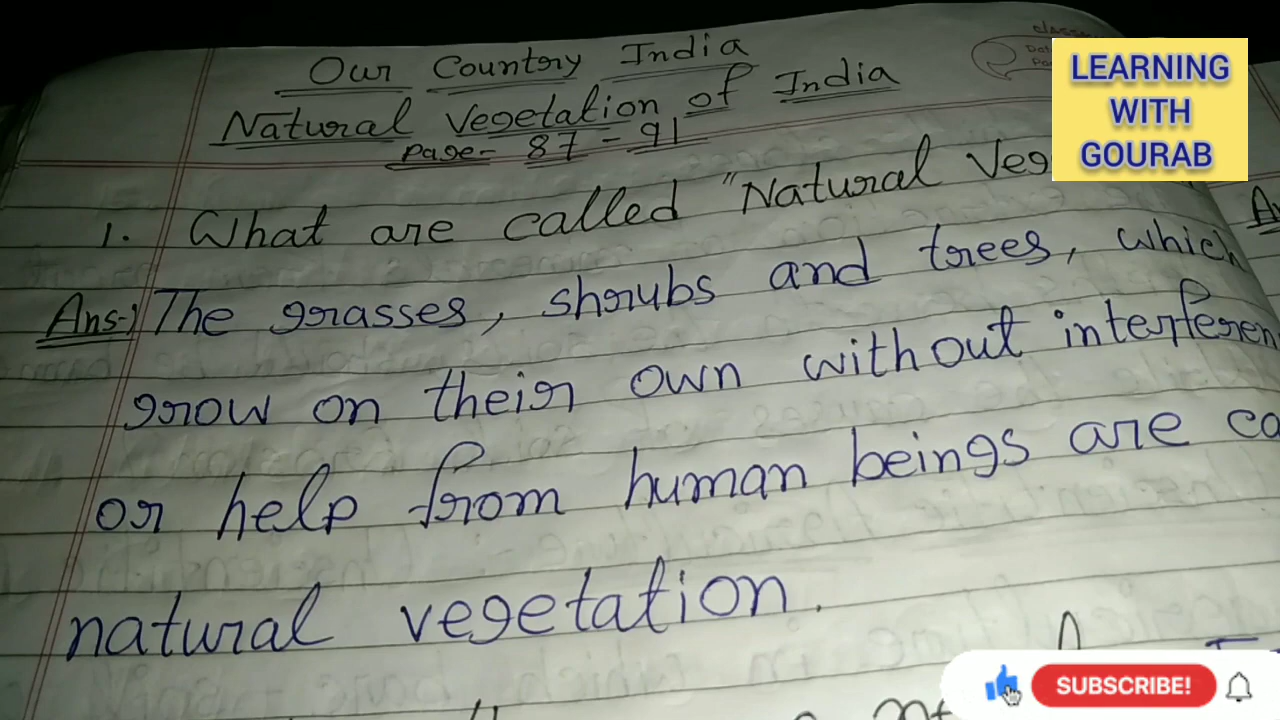 Our Country India
Natural Vegetation of India
Page- 87 - 91
1. What are called "Natural Veg
Ans:) The grasses, shrubs and trees, which
grow on their own without interferen
or help from human beings are ca
natural vegetation.
LEARNING
WITH
GOURAB
SUBSCRIBE!